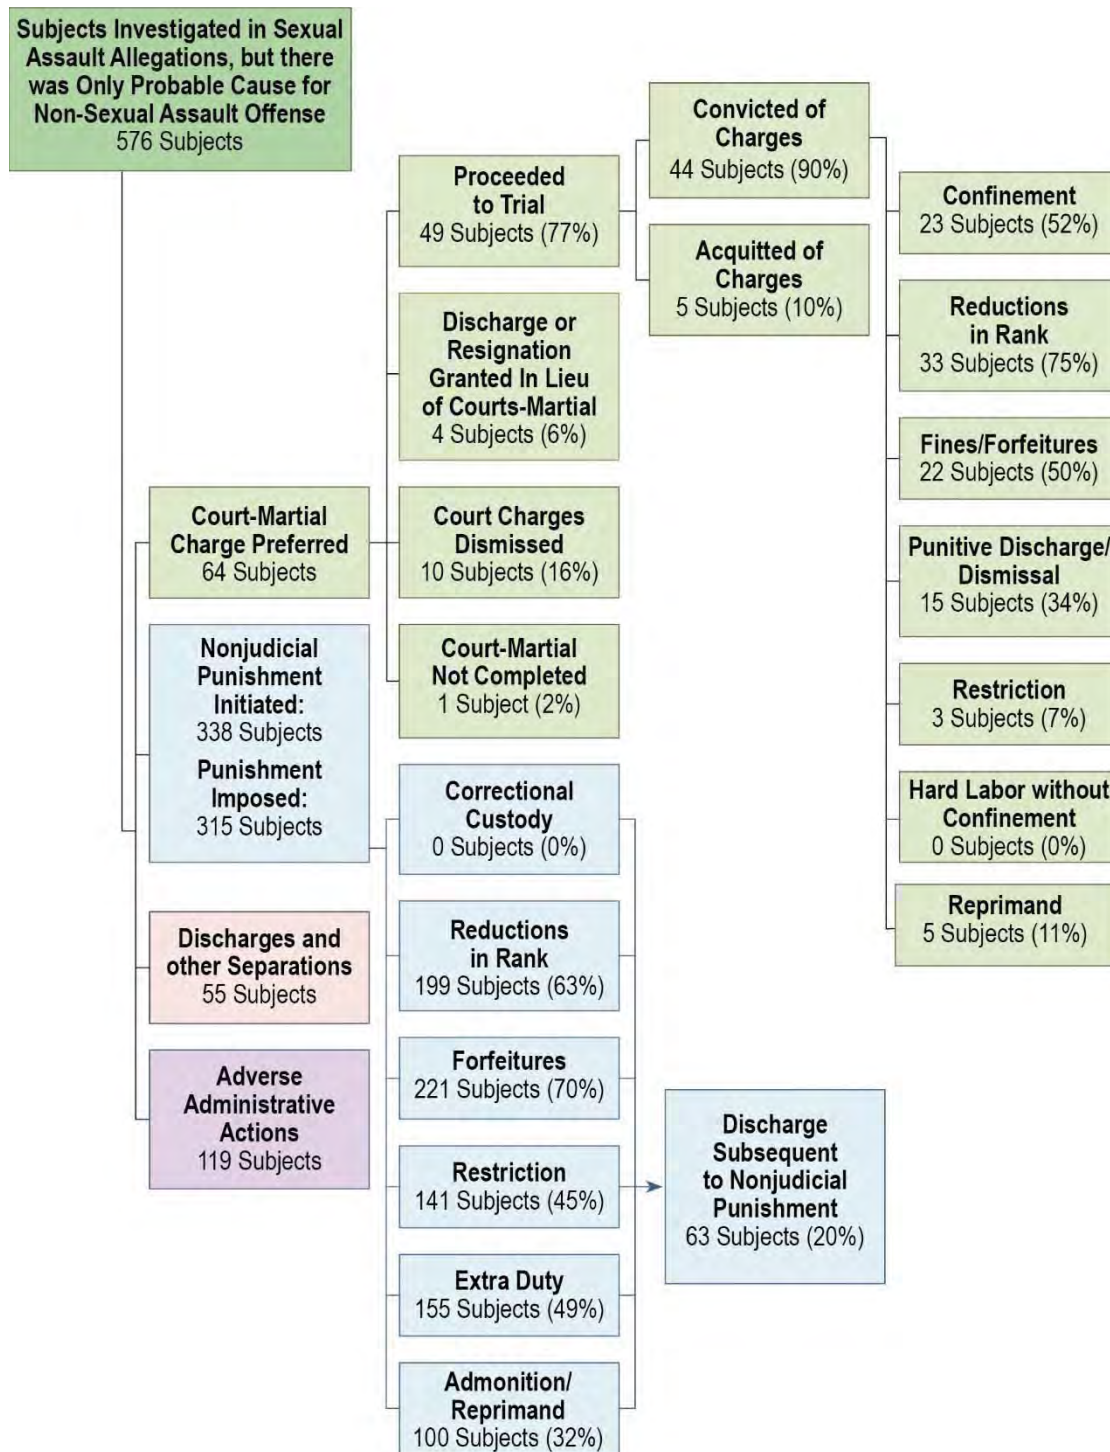 Subjects Investigated in Sexual
Assault Allegations, but there
was Only Probable Cause for
Non-Sexual Assault Offense
576 Subjects
Court-Martial
Charge Preferred
64 Subjects
Nonjudicial
Punishment
Initiated:
338 Subjects
Punishment
Imposed:
315 Subjects
Discharges and
other Separations
55 Subjects
Adverse
Administrative
Actions
119 Subjects
Proceeded
to Trial
49 Subjects (77%)
Discharge or
Resignation
Granted In Lieu
of Courts-Martial
4 Subjects (6%)
Court Charges
Dismissed
10 Subjects (16%)
Court-Martial
Not Completed
1 Subject (2%)
Correctional
Custody
0 Subjects (0%)
Reductions
in Rank
199 Subjects (63%)
Forfeitures
221 Subjects (70%)
Restriction
141 Subjects (45%)
Extra Duty
155 Subjects (49%)
Admonition/
Reprimand
100 Subjects (32%)
Convicted of
Charges
44 Subjects (90%)
Acquitted of
Charges
5 Subjects (10%)
Discharge
Subsequent
to Nonjudicial
Punishment
63 Subjects (20%)
Confinement
23 Subjects (52%)
Reductions
in Rank
33 Subjects (75%)
Fines/Forfeitures
22 Subjects (50%)
Punitive Discharge/
Dismissal
15 Subjects (34%)
Restriction
3 Subjects (7%)
Hard Labor without
Confinement
0 Subjects (0%)
Reprimand
5 Subjects (11%)